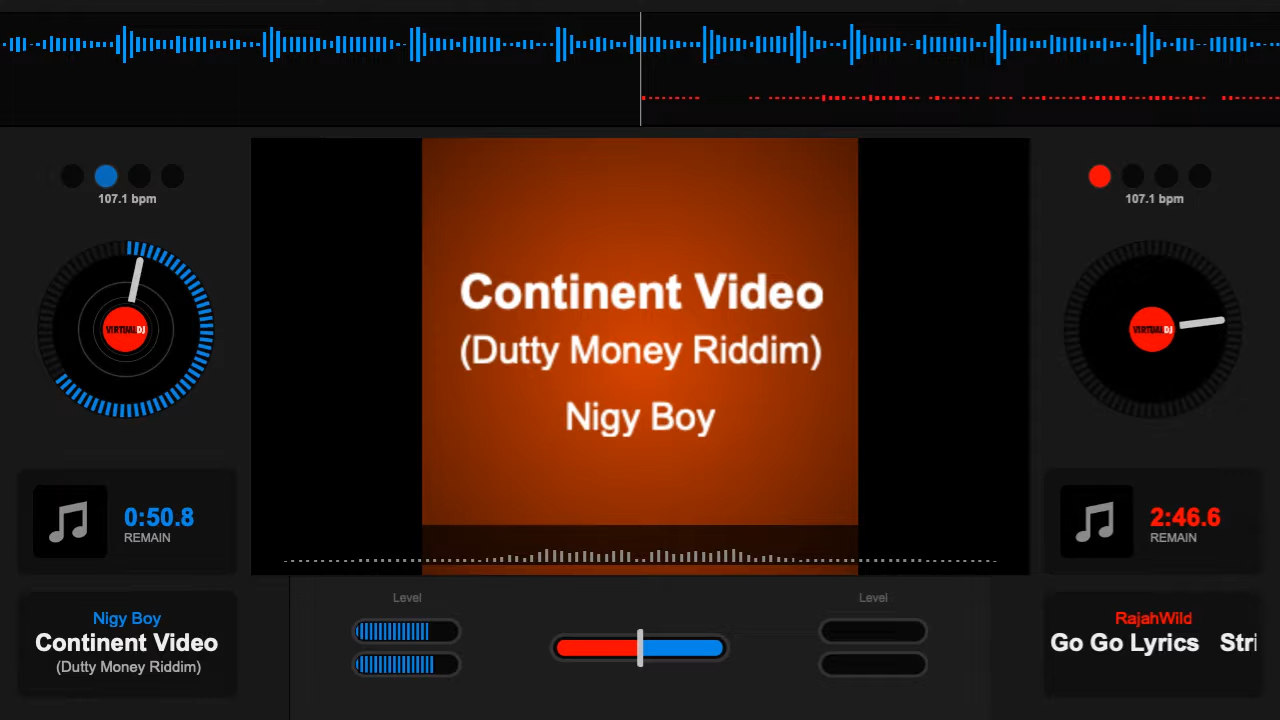 107.1 bpm
107.1 bpm
Continent Video
(Dutty Money Riddim)
Nigy Boy
VIRTUALDJ
VIRTUALDJ
0:50.8
REMAIN
2:46.6
REMAIN
Level
Level
Nigy Boy
Continent Video
(Dutty Money Riddim)
RajahWild
Go Go Lyrics Stri